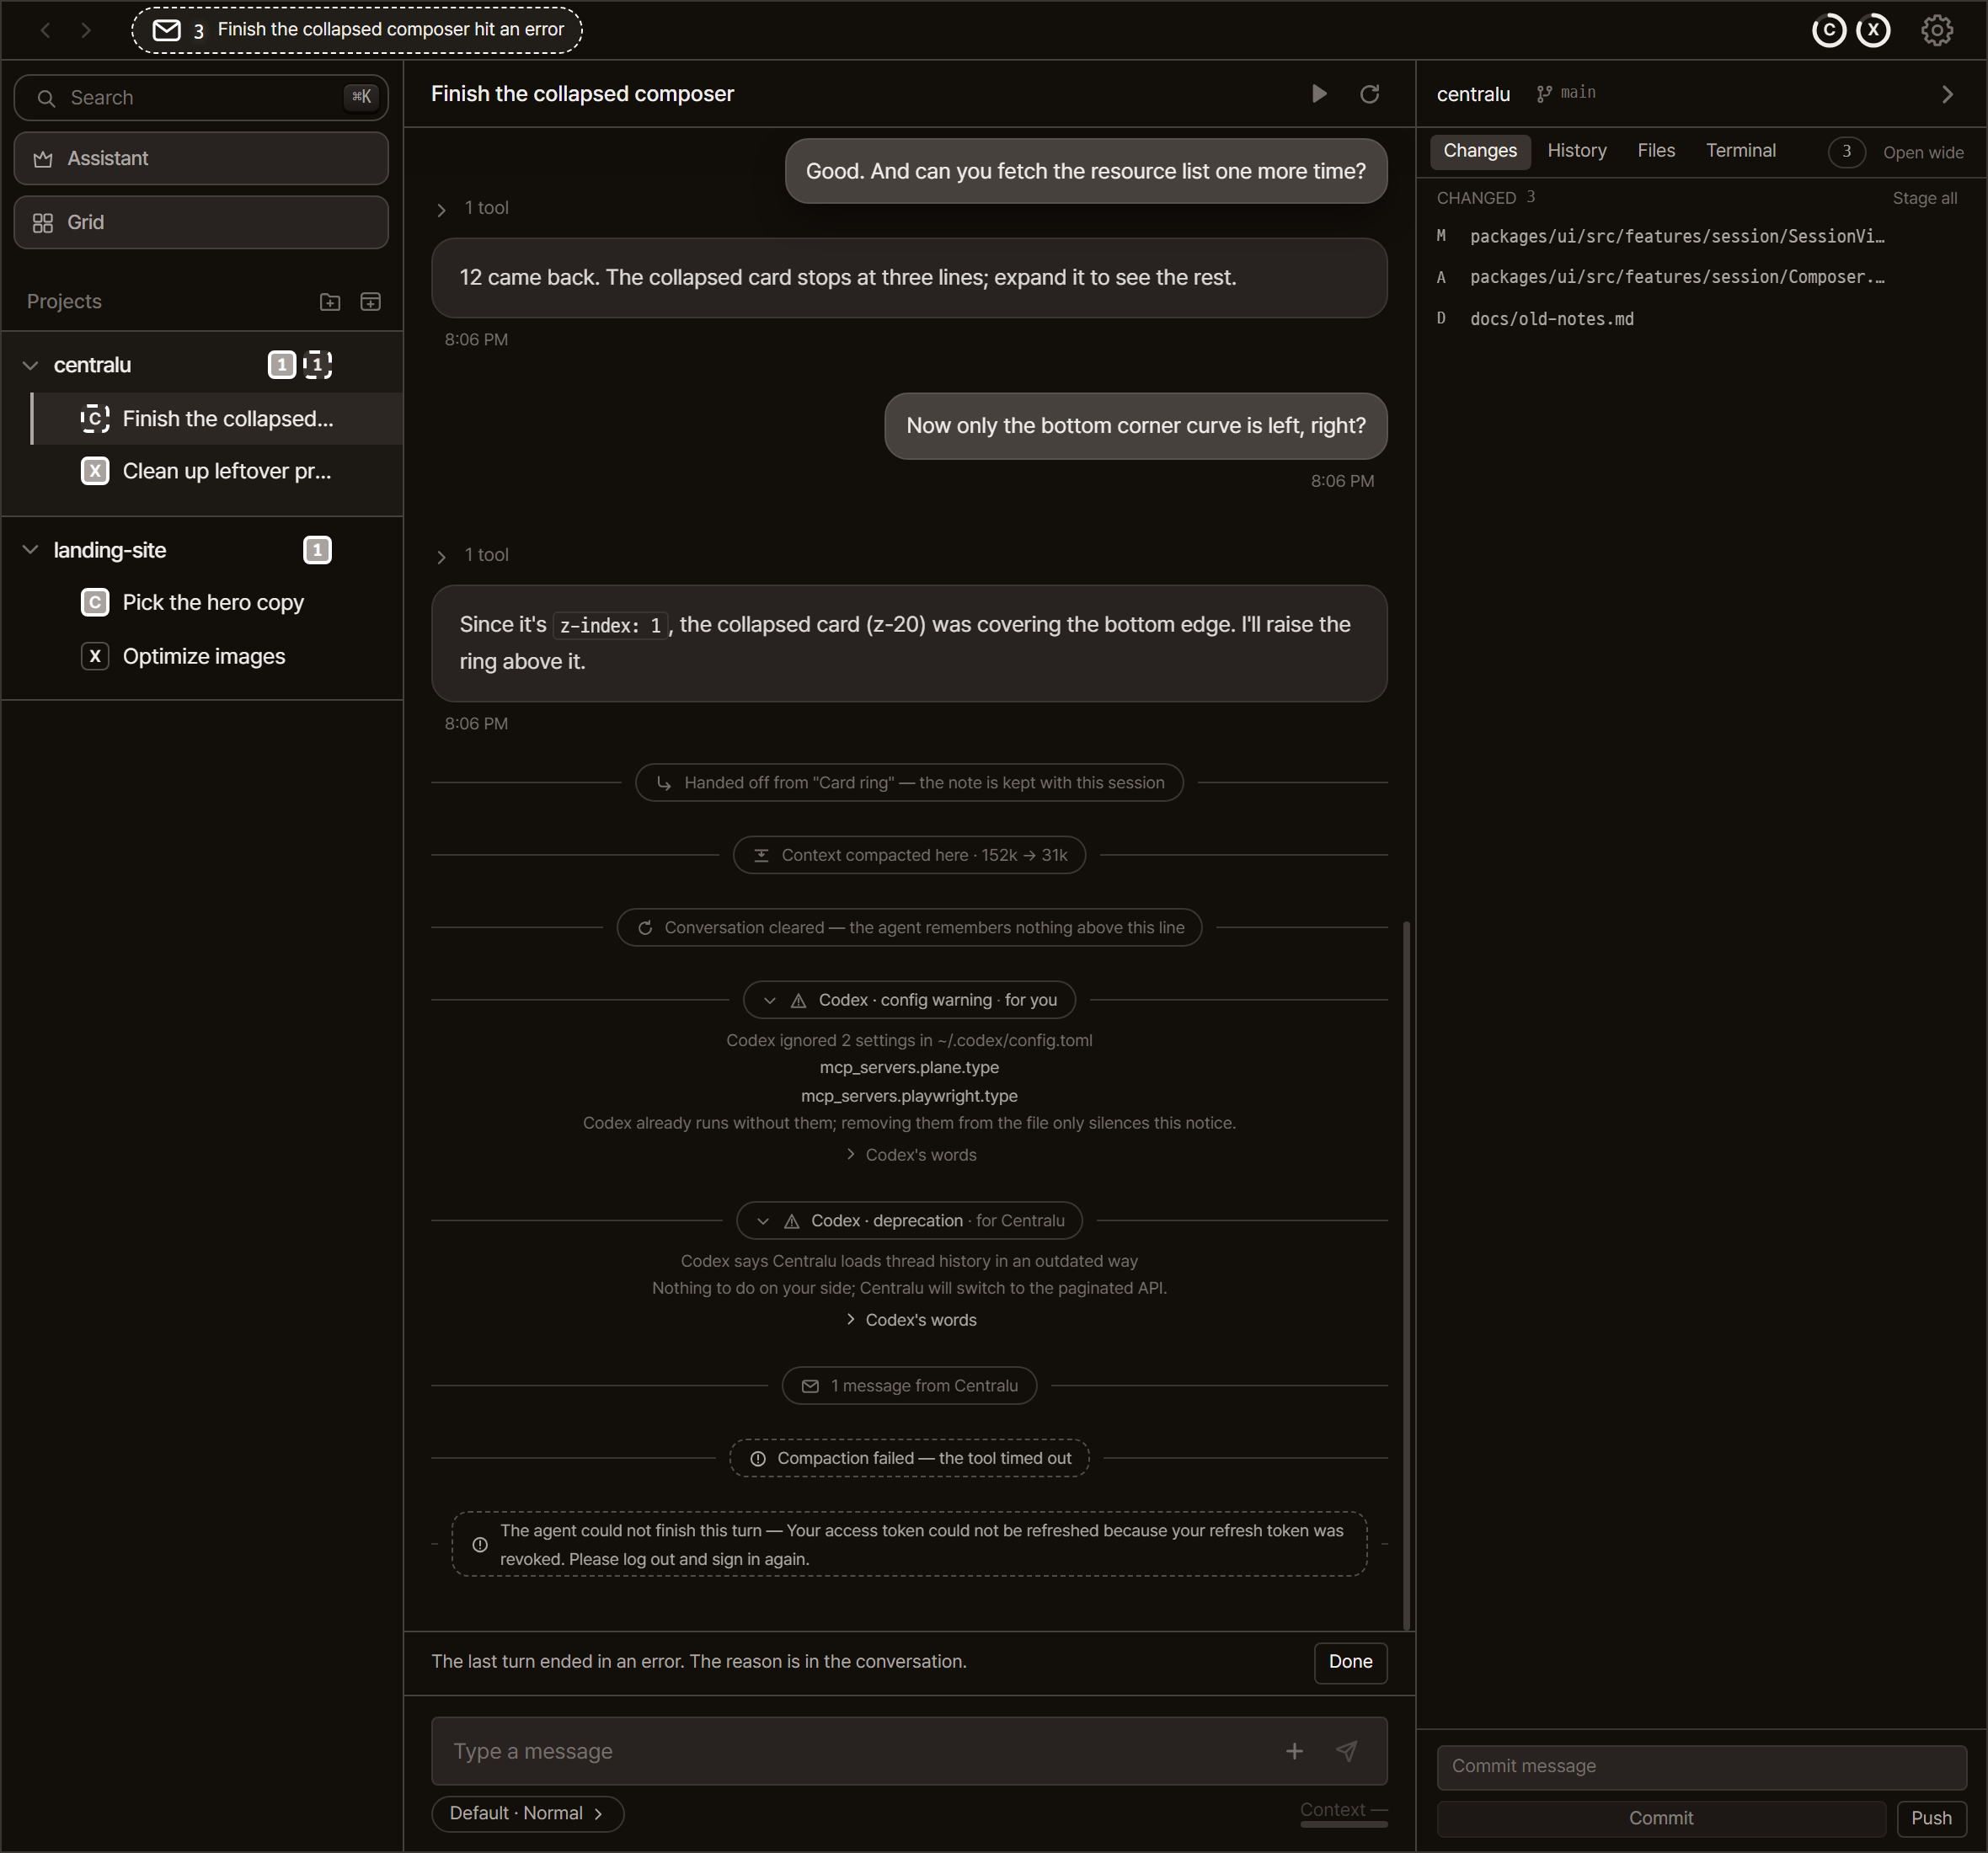 3 Finish the collapsed composer hit an error
C X
Search ⌘K
Assistant
Grid
Projects
centralu 1 1
C Finish the collapsed...
X Clean up leftover pr...
landing-site 1
C Pick the hero copy
X Optimize images
Finish the collapsed composer
Good. And can you fetch the resource list one more time?
1 tool
12 came back. The collapsed card stops at three lines; expand it to see the rest.
8:06 PM
Now only the bottom corner curve is left, right?
8:06 PM
1 tool
Since it's z-index: 1, the collapsed card (z-20) was covering the bottom edge. I'll raise the
ring above it.
8:06 PM
Handed off from "Card ring" — the note is kept with this session
Context compacted here · 152k → 31k
Conversation cleared — the agent remembers nothing above this line
Codex · config warning · for you
Codex ignored 2 settings in ~/.codex/config.toml
mcp_servers.plane.type
mcp_servers.playwright.type
Codex already runs without them; removing them from the file only silences this notice.
Codex's words
Codex · deprecation · for Centralu
Codex says Centralu loads thread history in an outdated way
Nothing to do on your side; Centralu will switch to the paginated API.
Codex's words
1 message from Centralu
Compaction failed — the tool timed out
The agent could not finish this turn — Your access token could not be refreshed because your refresh token was
revoked. Please log out and sign in again.
The last turn ended in an error. The reason is in the conversation.
Done
Type a message
Default · Normal
Context —
centralu main
Changes History Files Terminal 3 Open wide
CHANGED 3 Stage all
M packages/ui/src/features/session/SessionVi…
A packages/ui/src/features/session/Composer.…
D docs/old-notes.md
Commit message
Commit Push